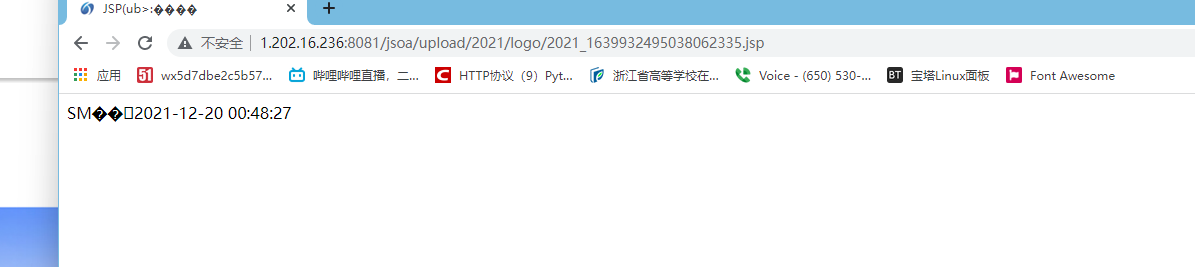 JSP(ub>:����
不安全 1.202.16.236:8081/jsoa/upload/2021/logo/2021_1639932495038062335.jsp
应用 51 wx5d7dbe2c5b57... 哔哩哔哩直播，二... C HTTP协议（9）Pyt... 浙江省高等学校在... Voice - (650) 530-... BT 宝塔Linux面板 Font Awesome
SM��▯2021-12-20 00:48:27